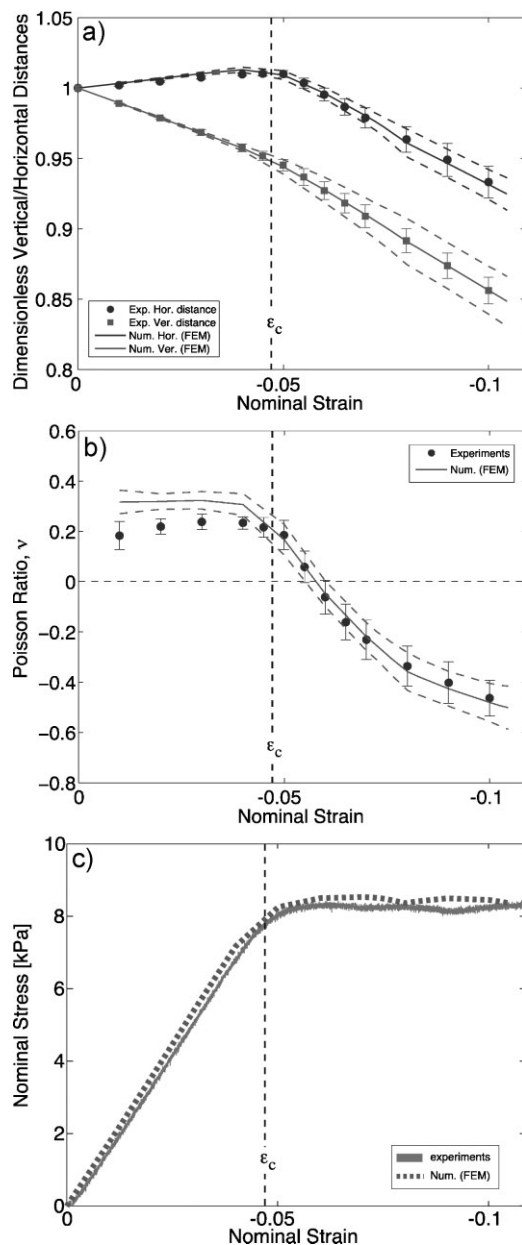 a)
1.05
1
0.95
0.9
0.85
0.8
Dimensionless Vertical/Horizontal Distances
Exp. Hor. distance
Exp. Ver. distance
Num. Hor. (FEM)
Num. Ver. (FEM)
εc
0
-0.05
-0.1
Nominal Strain
b)
0.6
0.4
0.2
0
−0.2
−0.4
−0.6
−0.8
Poisson Ratio, ν
Experiments
Num. (FEM)
εc
0
-0.05
-0.1
Nominal Strain
c)
10
8
6
4
2
0
Nominal Stress [kPa]
experiments
Num. (FEM)
εc
0
-0.05
-0.1
Nominal Strain